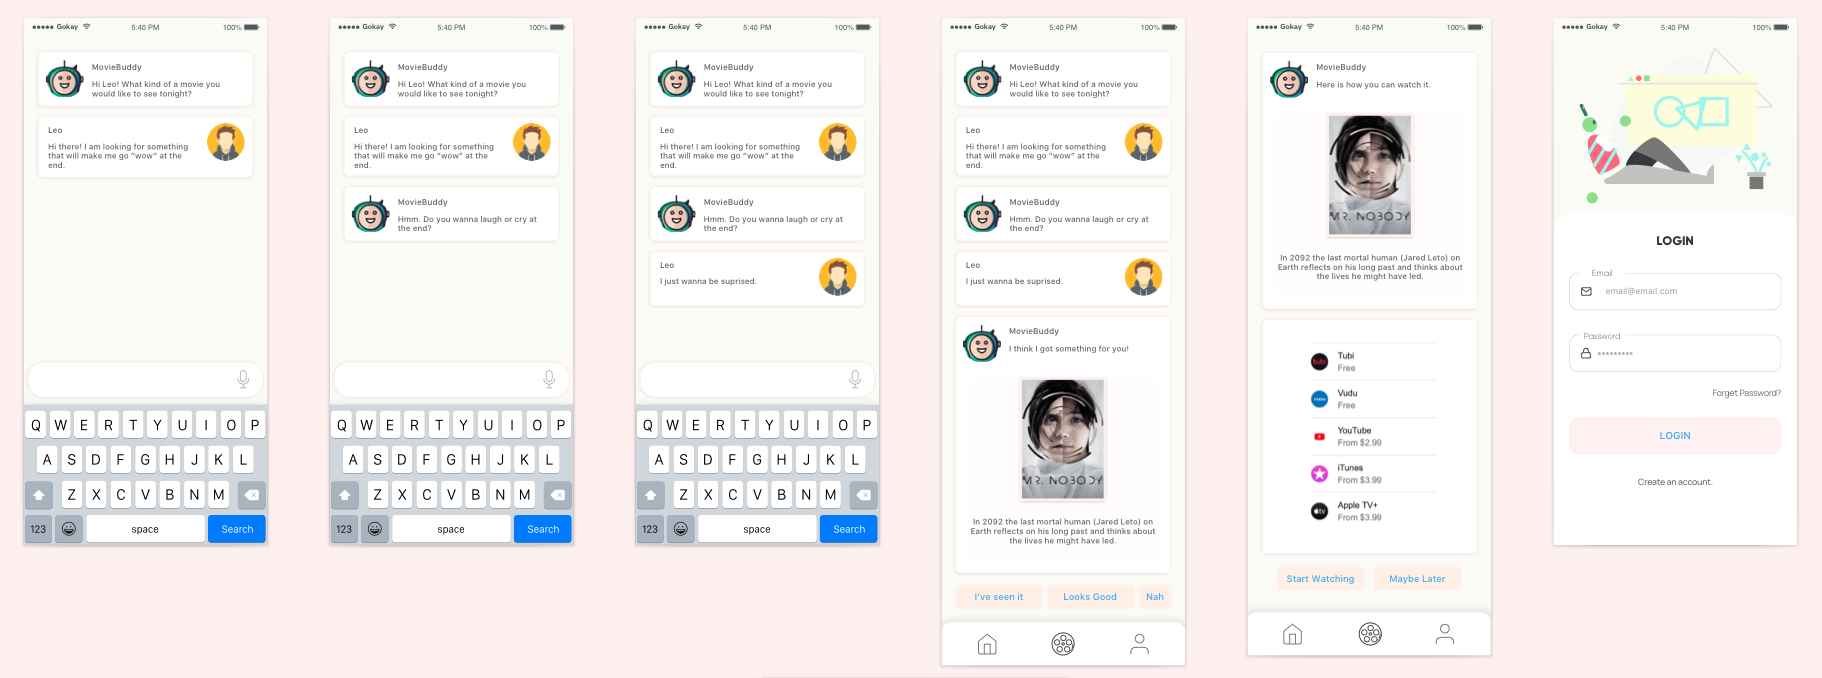 Gokay
5:40 PM
100%
MovieBuddy
Hi Leo! What kind of a movie you
would like to see tonight?
Leo
Hi there! I am looking for something
that will make me go “wow” at the
end.
Q W E R T Y U I O P
A S D F G H J K L
Z X C V B N M
123
space
Search
Gokay
5:40 PM
100%
MovieBuddy
Hi Leo! What kind of a movie you
would like to see tonight?
Leo
Hi there! I am looking for something
that will make me go “wow” at the
end.
MovieBuddy
Hmm. Do you wanna laugh or cry at
the end?
Q W E R T Y U I O P
A S D F G H J K L
Z X C V B N M
123
space
Search
Gokay
5:40 PM
100%
MovieBuddy
Hi Leo! What kind of a movie you
would like to see tonight?
Leo
Hi there! I am looking for something
that will make me go “wow” at the
end.
MovieBuddy
Hmm. Do you wanna laugh or cry at
the end?
Leo
I just wanna be suprised.
Q W E R T Y U I O P
A S D F G H J K L
Z X C V B N M
123
space
Search
Gokay
5:40 PM
100%
MovieBuddy
Hi Leo! What kind of a movie you
would like to see tonight?
Leo
Hi there! I am looking for something
that will make me go “wow” at the
end.
MovieBuddy
Hmm. Do you wanna laugh or cry at
the end?
Leo
I just wanna be suprised.
MovieBuddy
I think I got something for you!
MR. NOBODY
In 2092 the last mortal human (Jared Leto) on
Earth reflects on his long past and thinks about
the lives he might have led.
I've seen it
Looks Good
Nah
Gokay
5:40 PM
100%
MovieBuddy
Here is how you can watch it.
MR. NOBODY
In 2092 the last mortal human (Jared Leto) on
Earth reflects on his long past and thinks about
the lives he might have led.
tubi
Tubi
Free
vudu
Vudu
Free
YouTube
From $2.99
iTunes
From $3.99
tv
Apple TV+
From $3.99
Start Watching
Maybe Later
Gokay
5:40 PM
100%
LOGIN
Email
email@email.com
Password
*********
Forget Password?
LOGIN
Create an account.